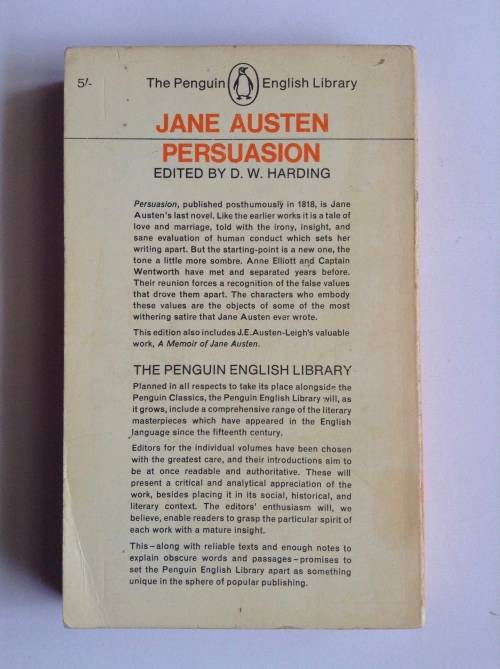 5/-
The Penguin English Library
JANE AUSTEN
PERSUASION
EDITED BY D. W. HARDING
Persuasion, published posthumously in 1818, is Jane
Austen's last novel. Like the earlier works it is a tale of
love and marriage, told with the irony, insight, and
sane evaluation of human conduct which sets her
writing apart. But the starting-point is a new one, the
tone a little more sombre. Anne Elliott and Captain
Wentworth have met and separated years before.
Their reunion forces a recognition of the false values
that drove them apart. The characters who embody
these values are the objects of some of the most
withering satire that Jane Austen ever wrote.
This edition also includes J.E.Austen-Leigh's valuable
work, A Memoir of Jane Austen.
THE PENGUIN ENGLISH LIBRARY
Planned in all respects to take its place alongside the
Penguin Classics, the Penguin English Library will, as
it grows, include a comprehensive range of the literary
masterpieces which have appeared in the English
language since the fifteenth century.
Editors for the individual volumes have been chosen
with the greatest care, and their introductions aim to
be at once readable and authoritative. These will
present a critical and analytical appreciation of the
work, besides placing it in its social, historical, and
literary context. The editors' enthusiasm will, we
believe, enable readers to grasp the particular spirit of
each work with a mature insight.
This–along with reliable texts and enough notes to
explain obscure words and passages–promises to
set the Penguin English Library apart as something
unique in the sphere of popular publishing.